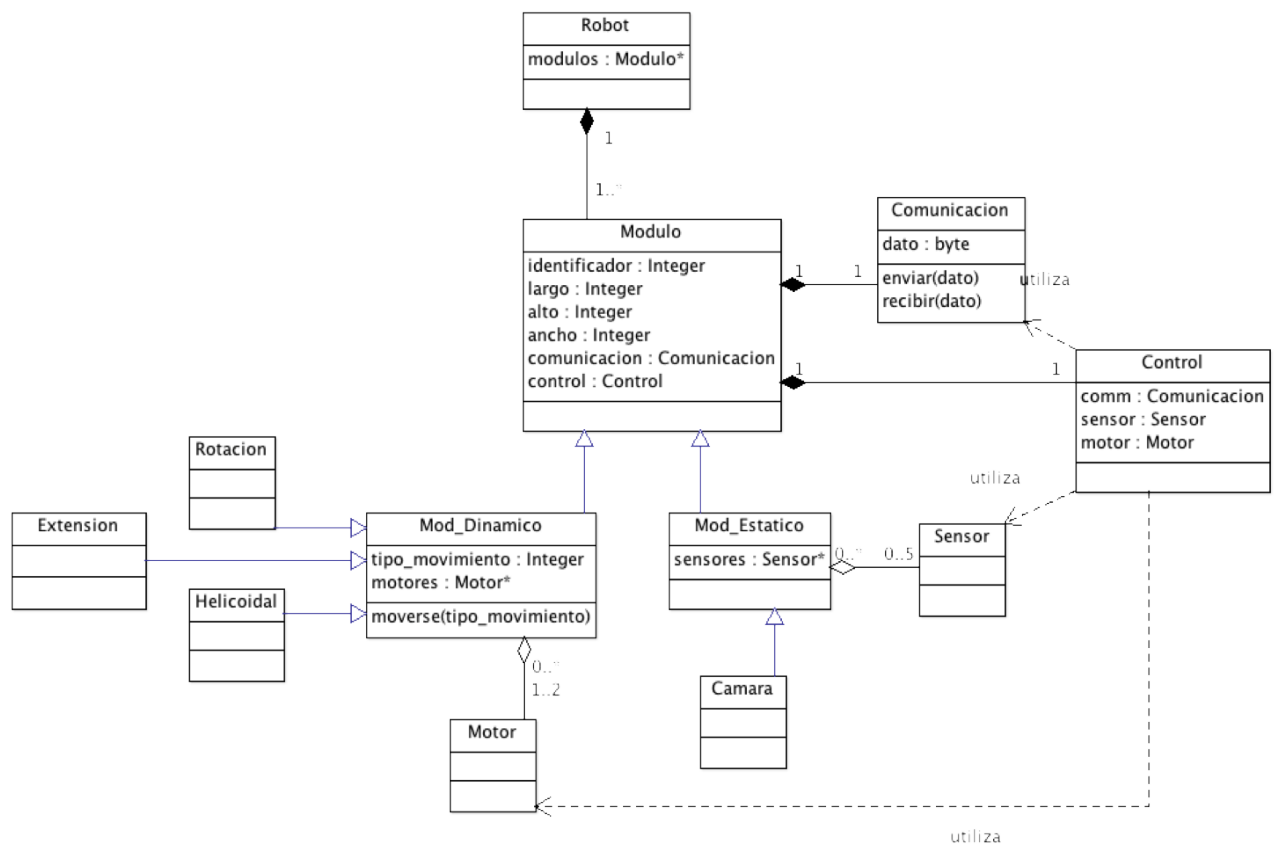 Robot
modulos : Modulo*
1
1..*
Modulo
identificador : Integer
largo : Integer
alto : Integer
ancho : Integer
comunicacion : Comunicacion
control : Control
1
1
Comunicacion
dato : byte
enviar(dato)
recibir(dato)
utiliza
1
1
Control
comm : Comunicacion
sensor : Sensor
motor : Motor
utiliza
Rotacion
Extension
Helicoidal
Mod_Dinamico
tipo_movimiento : Integer
motores : Motor*
moverse(tipo_movimiento)
Mod_Estatico
sensores : Sensor*
0..*
0..5
Sensor
0..*
1..2
Camara
Motor
utiliza